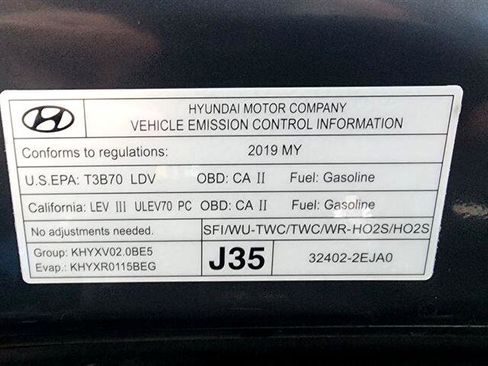 HYUNDAI MOTOR COMPANY
VEHICLE EMISSION CONTROL INFORMATION
Conforms to regulations: 2019 MY
U.S.EPA: T3B70 LDV OBD: CA II Fuel: Gasoline
California: LEV III ULEV70 PC OBD: CA II Fuel: Gasoline
No adjustments needed. SFI/WU-TWC/TWC/WR-HO2S/HO2S
Group: KHYXV02.0BE5
Evap.: KHYXR0115BEG
J35
32402-2EJA0